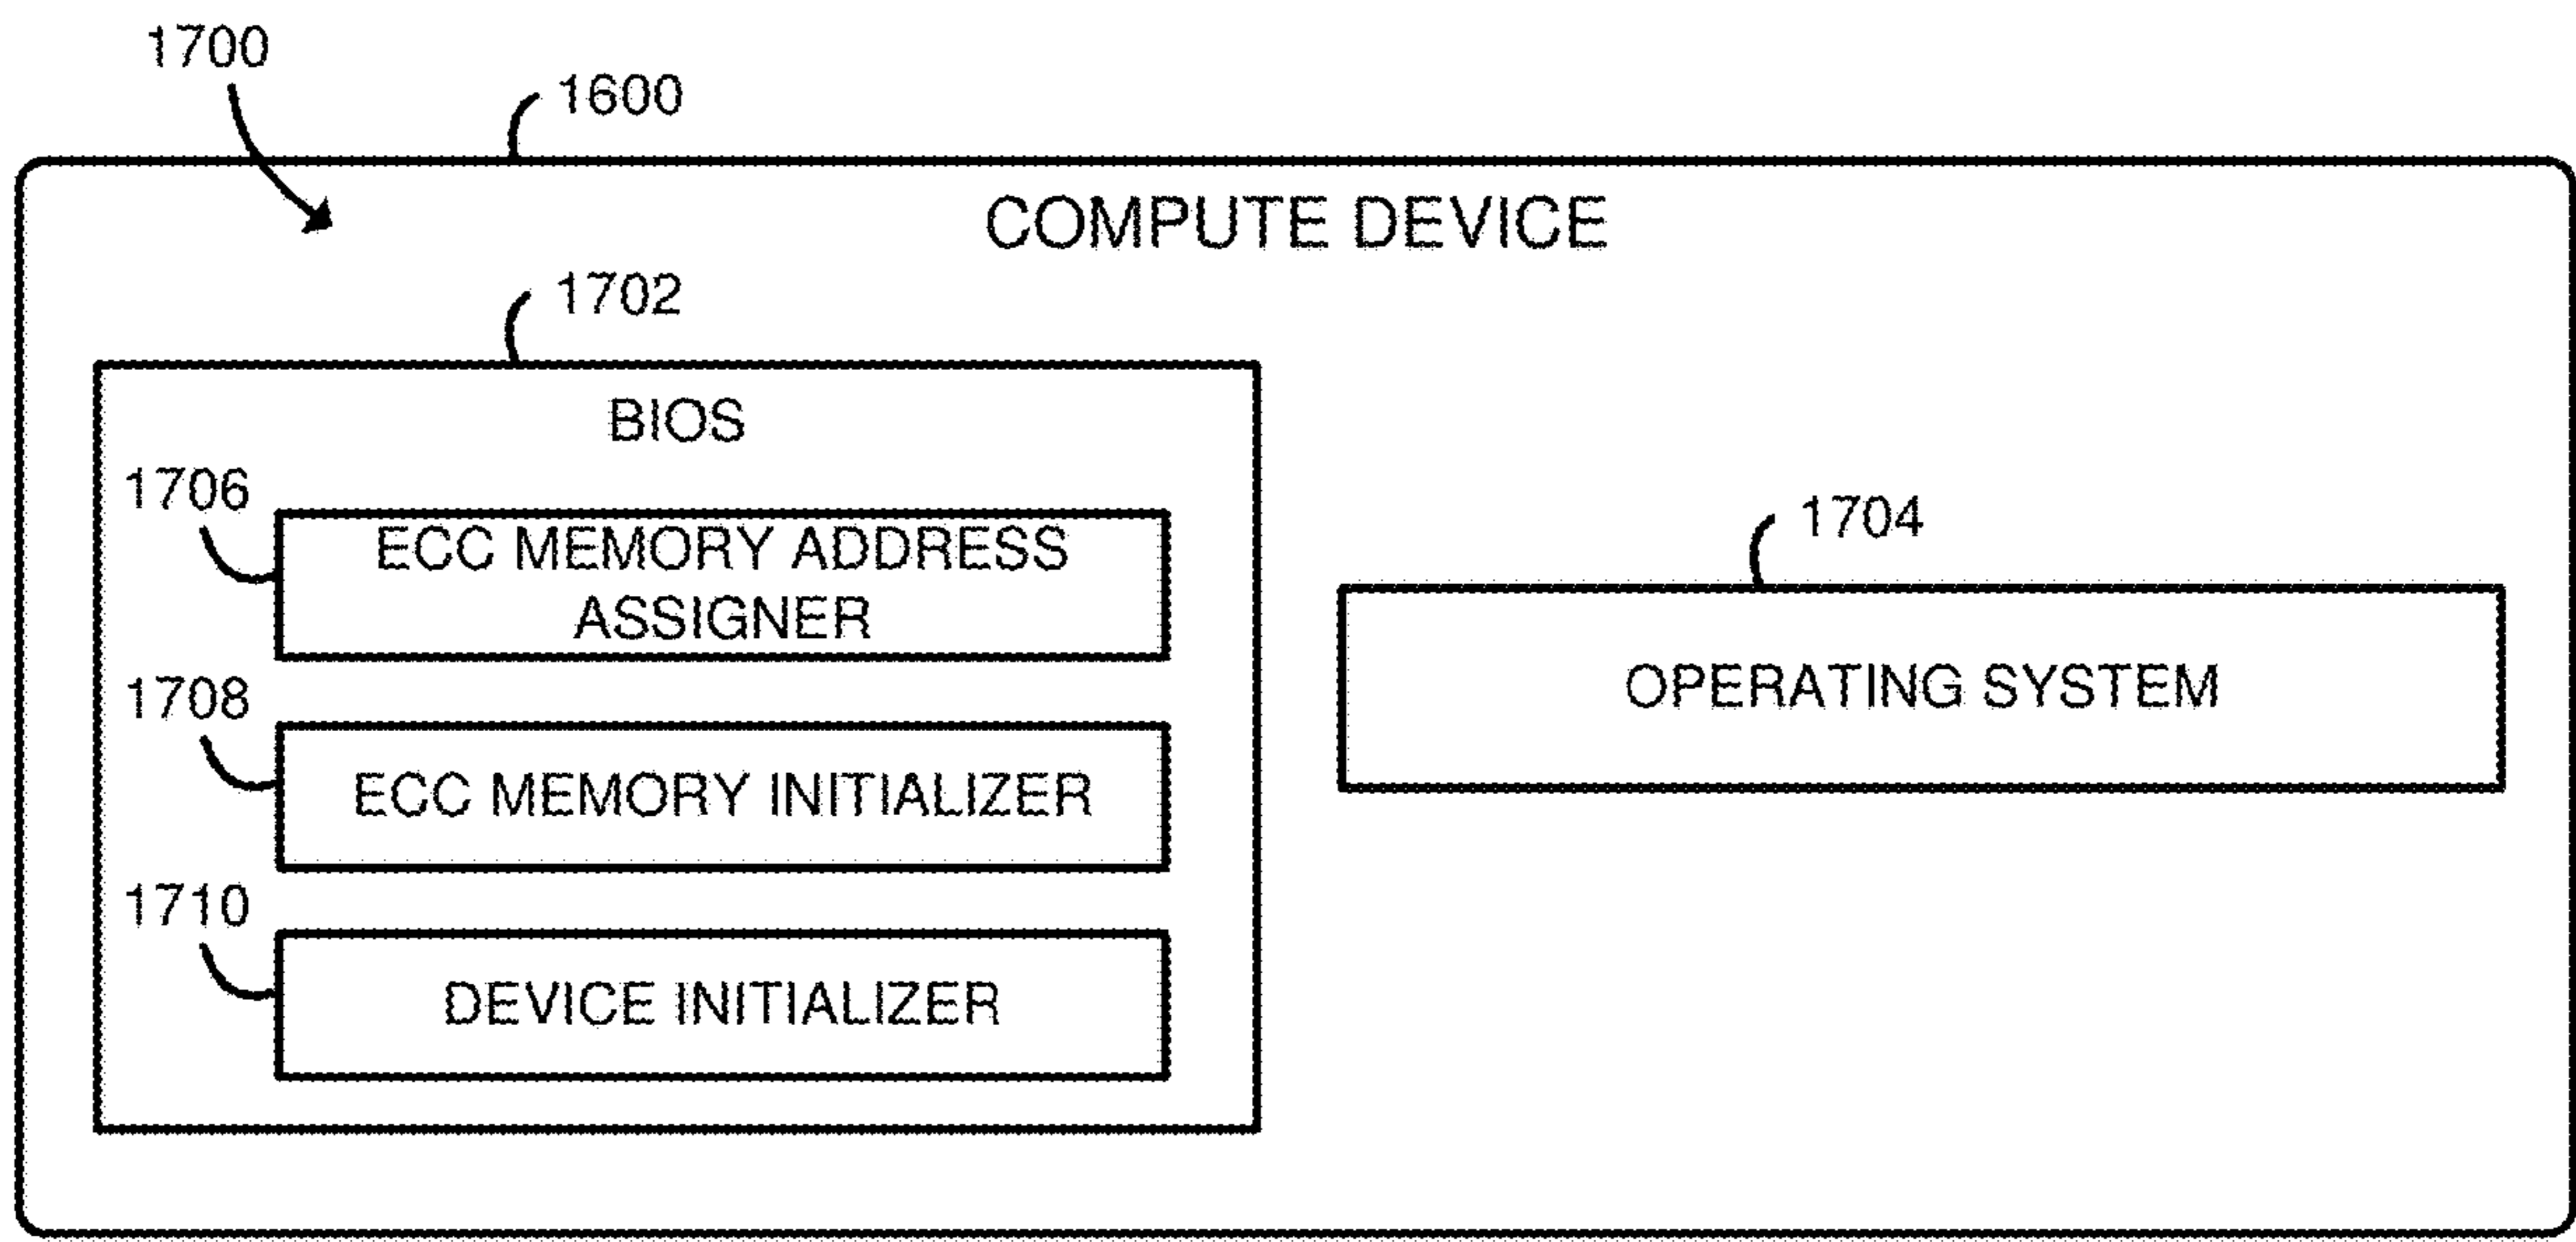 1700
1600
COMPUTE DEVICE
1702
BIOS
1706
ECC MEMORY ADDRESS
ASSIGNER
1708
ECC MEMORY INITIALIZER
1710
DEVICE INITIALIZER
1704
OPERATING SYSTEM